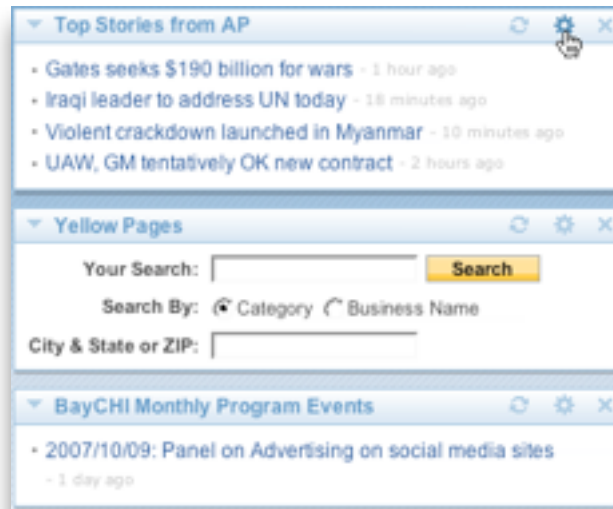 Top Stories from AP
Gates seeks $190 billion for wars - 1 hour ago
Iraqi leader to address UN today - 18 minutes ago
Violent crackdown launched in Myanmar - 10 minutes ago
UAW, GM tentatively OK new contract - 2 hours ago
Yellow Pages
Your Search: Search
Search By: Category Business Name
City & State or ZIP:
BayCHI Monthly Program Events
2007/10/09: Panel on Advertising on social media sites
- 1 day ago